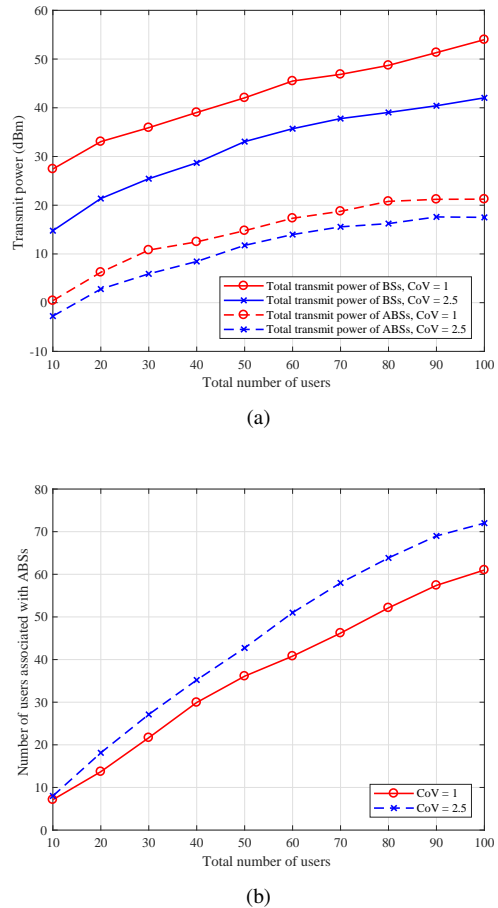 60
50
40
30
20
10
0
-10
Transmit power (dBm)
Total transmit power of BSs, CoV = 1
Total transmit power of BSs, CoV = 2.5
Total transmit power of ABSs, CoV = 1
Total transmit power of ABSs, CoV = 2.5
10 20 30 40 50 60 70 80 90 100
Total number of users
(a)
80
70
60
50
40
30
20
10
0
Number of users associated with ABSs
CoV = 1
CoV = 2.5
10 20 30 40 50 60 70 80 90 100
Total number of users
(b)